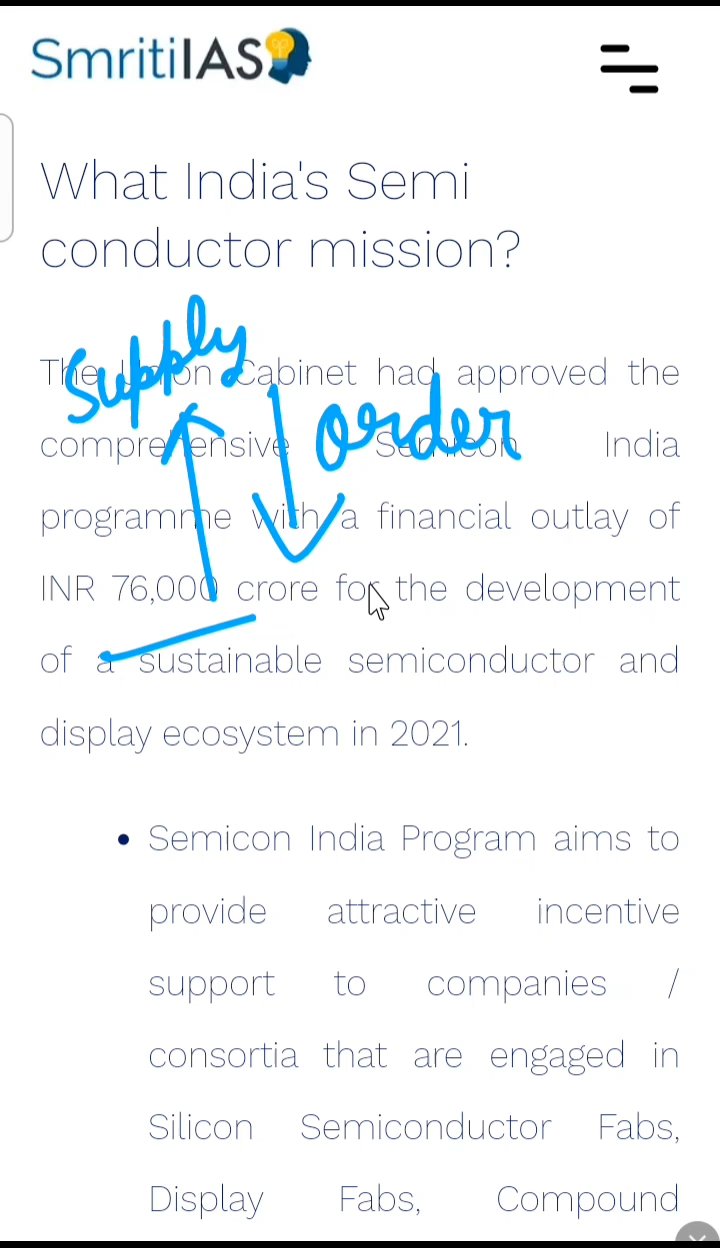 SmritiIAS
What India's Semi
conductor mission?
Supply
The Union Cabinet had approved the
order
comprehensive Semicon India
programme with a financial outlay of
INR 76,000 crore for the development
of a sustainable semiconductor and
display ecosystem in 2021.
• Semicon India Program aims to
provide attractive incentive
support to companies /
consortia that are engaged in
Silicon Semiconductor Fabs,
Display Fabs, Compound